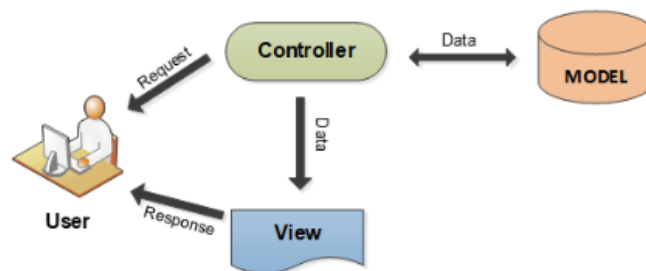 Controller
Data
MODEL
Request
Data
User
Response
View